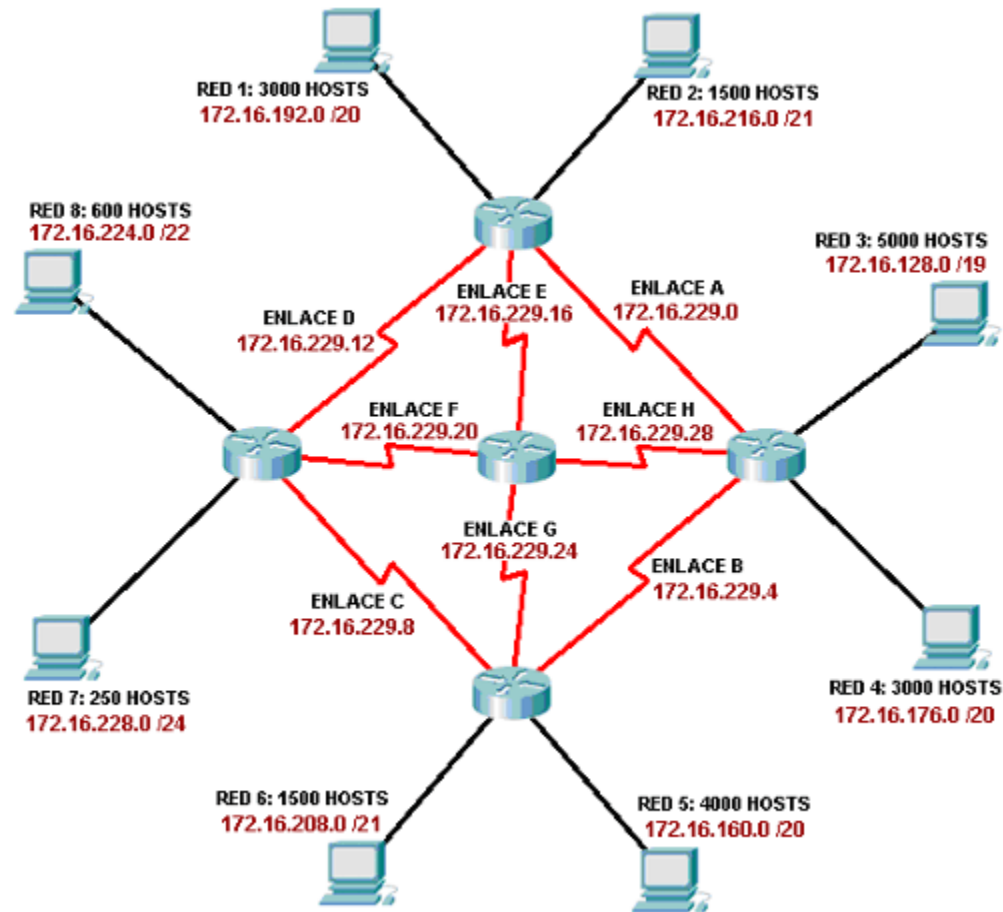 RED 1: 3000 HOSTS
172.16.192.0 /20
RED 2: 1500 HOSTS
172.16.216.0 /21
RED 8: 600 HOSTS
172.16.224.0 /22
RED 3: 5000 HOSTS
172.16.128.0 /19
ENLACE D
172.16.229.12
ENLACE E
172.16.229.16
ENLACE A
172.16.229.0
ENLACE F
172.16.229.20
ENLACE H
172.16.229.28
ENLACE G
172.16.229.24
ENLACE C
172.16.229.8
ENLACE B
172.16.229.4
RED 7: 250 HOSTS
172.16.228.0 /24
RED 4: 3000 HOSTS
172.16.176.0 /20
RED 6: 1500 HOSTS
172.16.208.0 /21
RED 5: 4000 HOSTS
172.16.160.0 /20